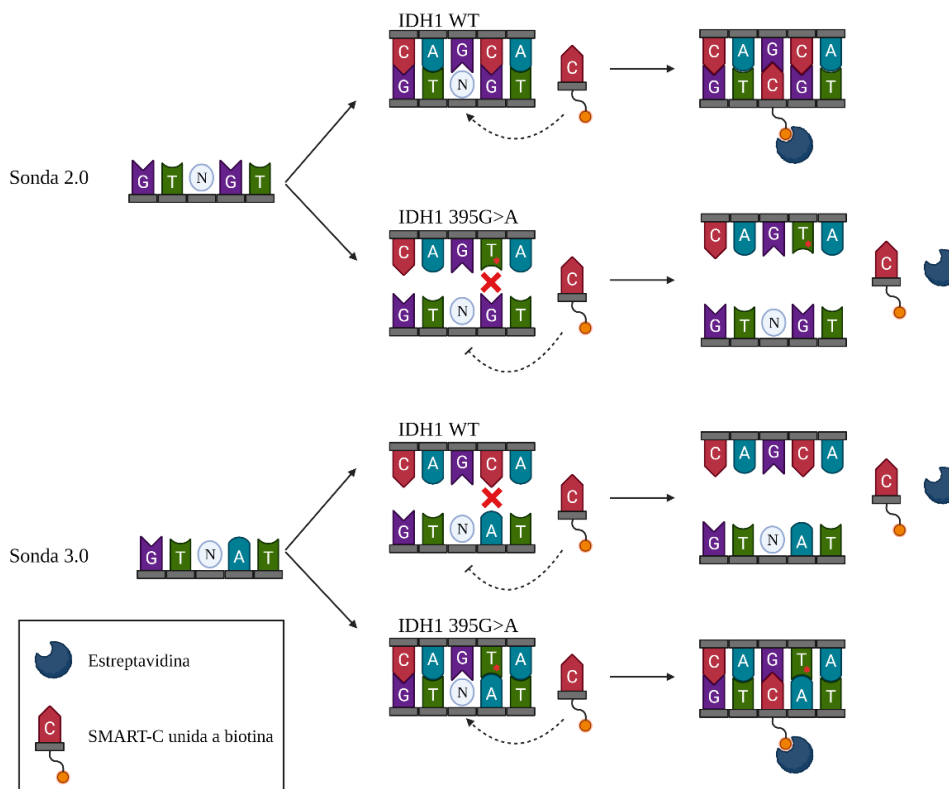 IDH1 WT
C A G C A
G T N G T
C
C A G C A
G T C G T
Sonda 2.0
G T N G T
IDH1 395G>A
C A G T A
G T N G T
C
C A G T A
C
G T N G T
IDH1 WT
C A G C A
G T N A T
C
C A G C A
C
G T N A T
Sonda 3.0
G T N A T
IDH1 395G>A
C A G T A
G T N A T
C
C A G T A
G T C A T
Estreptavidina
C
SMART-C unida a biotina